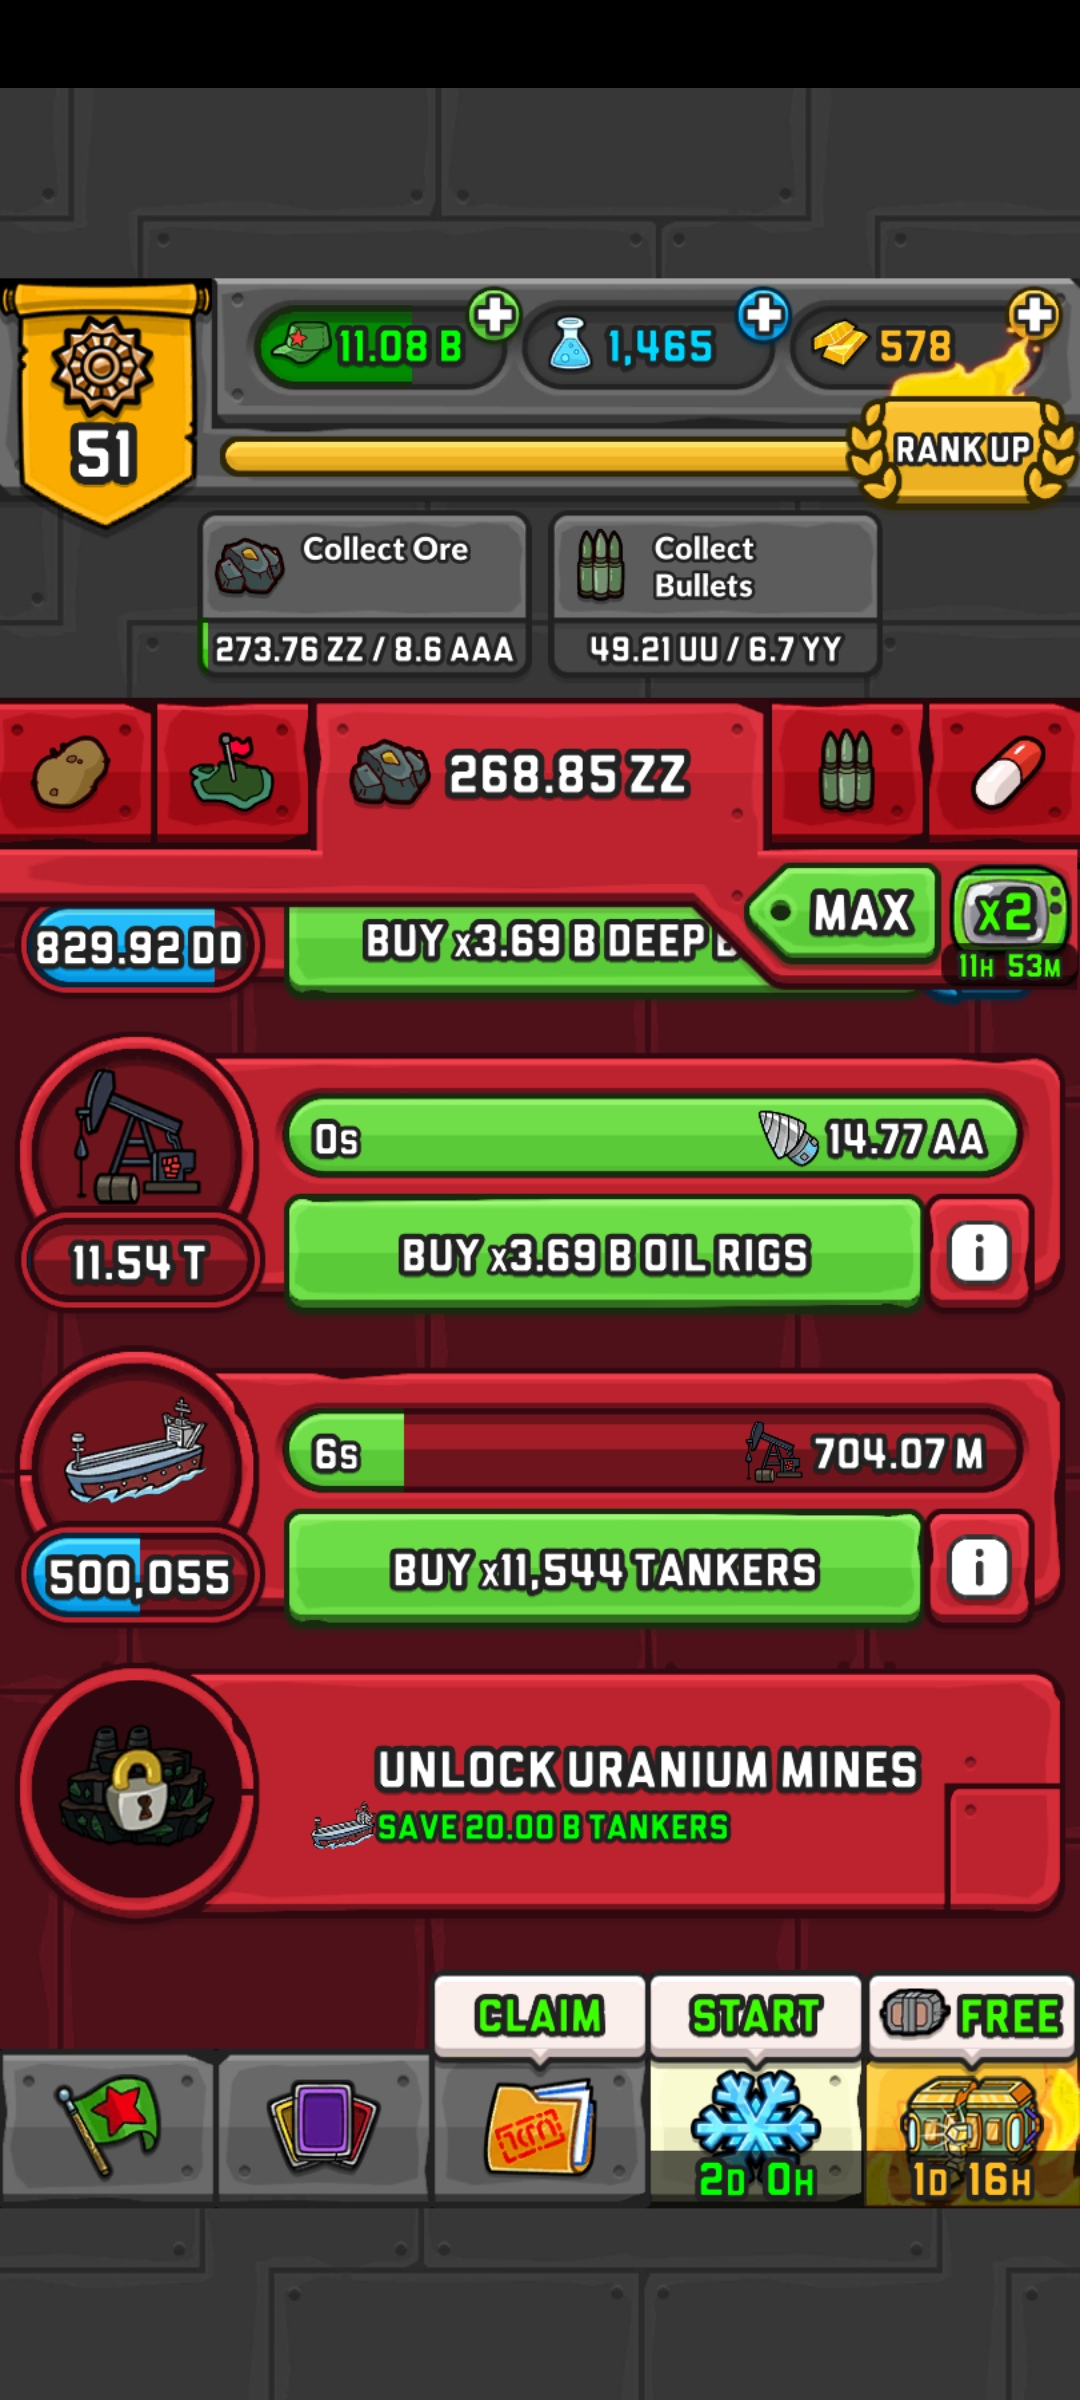 11.08 B
1,465
578
51
RANK UP
Collect Ore
273.76 ZZ / 8.6 AAA
Collect
Bullets
49.21 UU / 6.7 YY
268.85 ZZ
MAX
x2
11H 53M
829.92 DD
BUY x3.69 B DEEP
0s
14.77 AA
11.54 T
BUY x3.69 B OIL RIGS
i
6s
704.07 M
500,055
BUY x11,544 TANKERS
i
UNLOCK URANIUM MINES
SAVE 20.00 B TANKERS
CLAIM
START
FREE
2D 0H
1D 16H